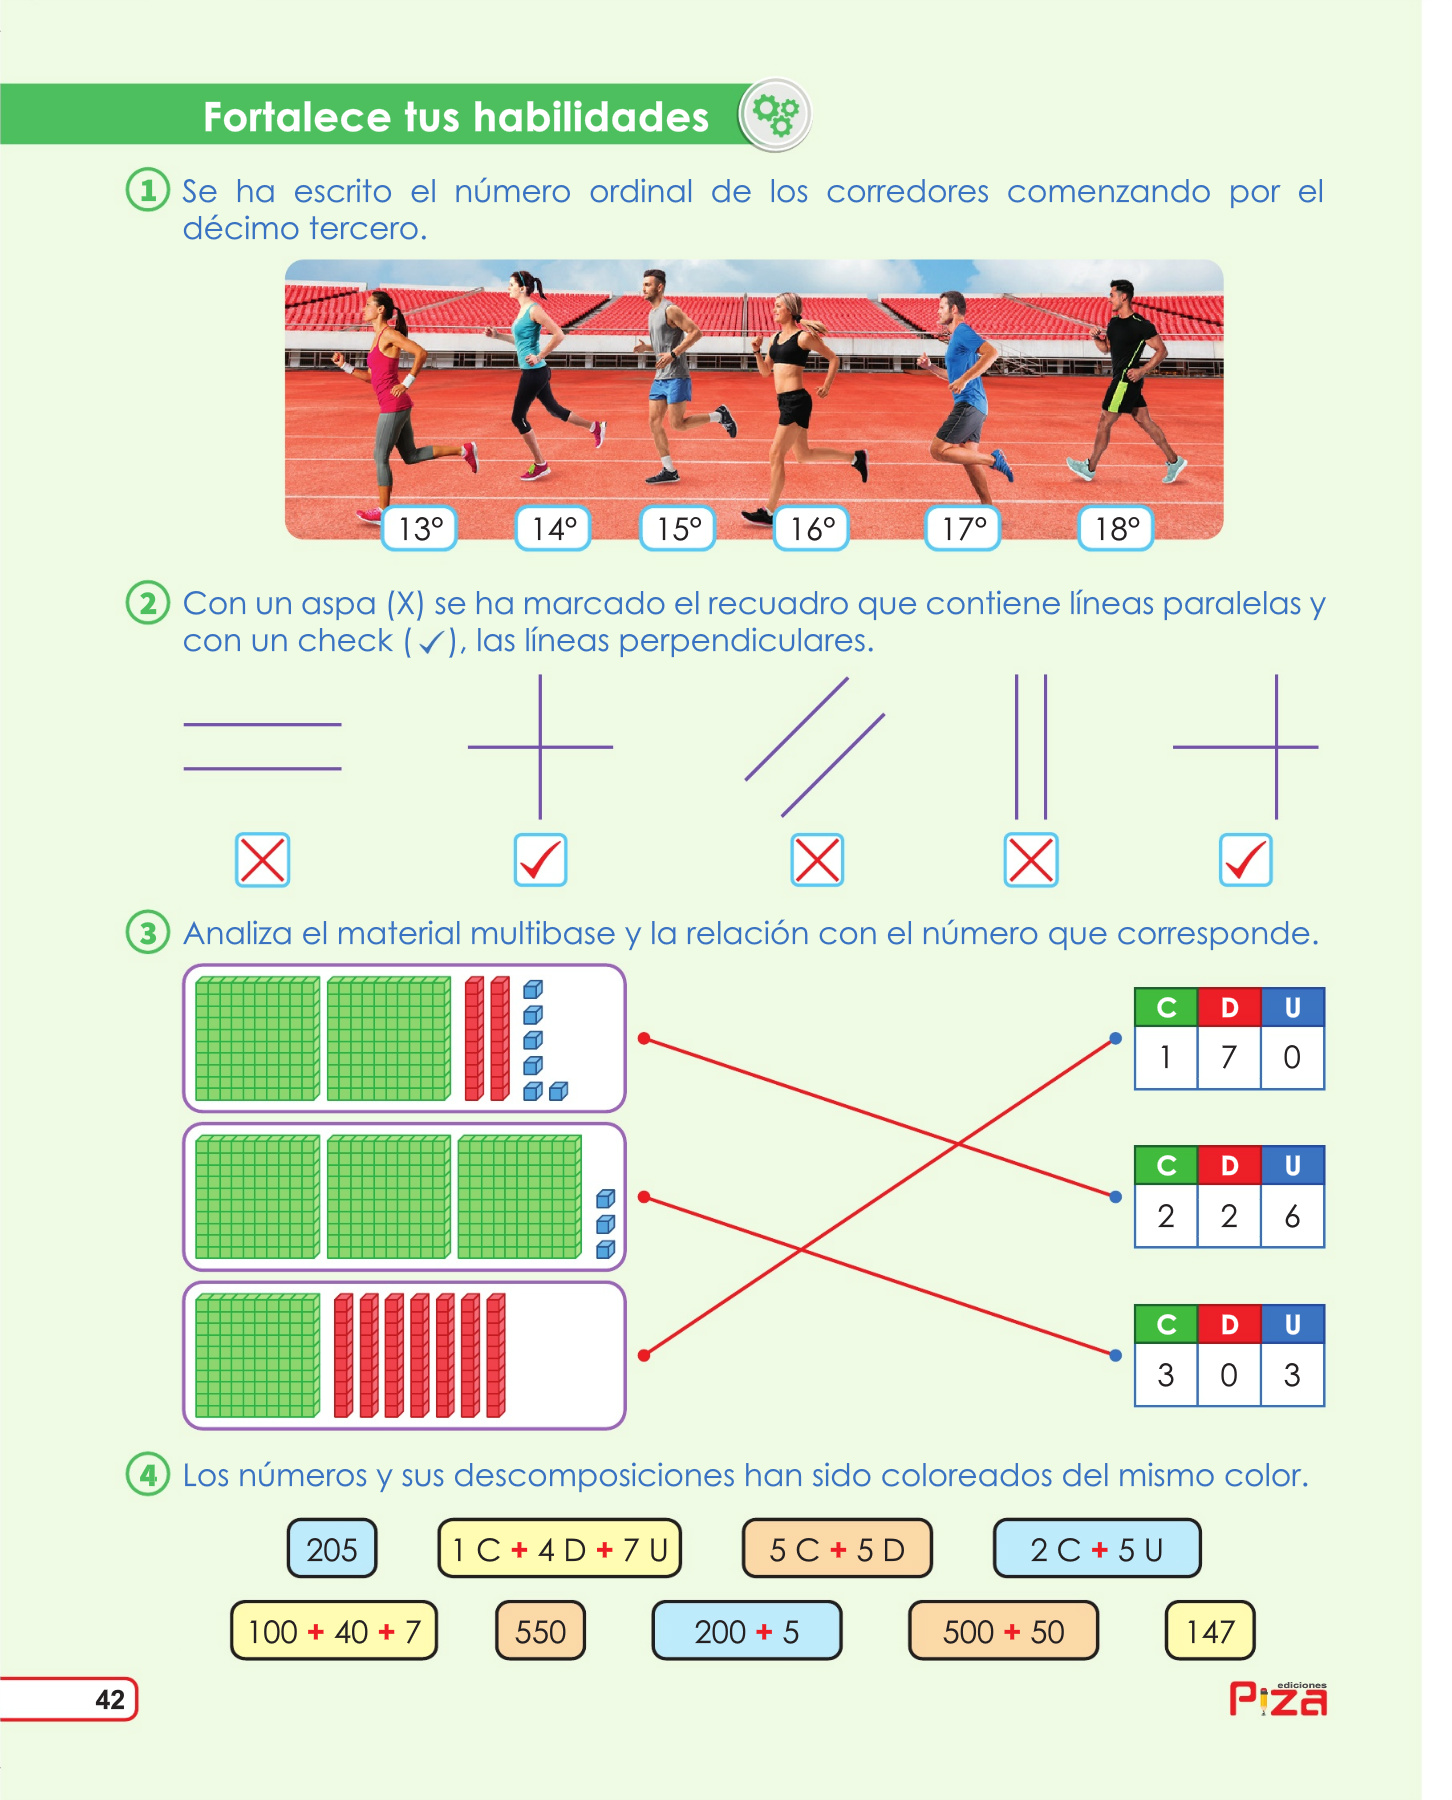 Fortalece tus habilidades
1 Se ha escrito el número ordinal de los corredores comenzando por el
décimo tercero.
13° 14° 15° 16° 17° 18°
2 Con un aspa (X) se ha marcado el recuadro que contiene líneas paralelas y
con un check (✓), las líneas perpendiculares.
3 Analiza el material multibase y la relación con el número que corresponde.
C D U
1 7 0
C D U
2 2 6
C D U
3 0 3
4 Los números y sus descomposiciones han sido coloreados del mismo color.
205 1 C + 4 D + 7 U 5 C + 5 D 2 C + 5 U
100 + 40 + 7 550 200 + 5 500 + 50 147
42
ediciones
Piza